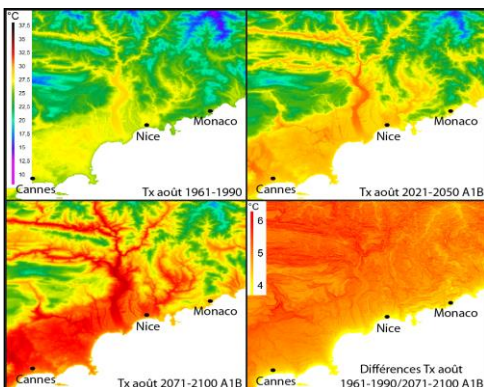 °C
37.5
35
32.5
30
27.5
25
22.5
20
17.5
15
12.5
10
Monaco
Nice
Cannes
Tx août 1961-1990
Monaco
Nice
Cannes
Tx août 2021-2050 A1B
Monaco
Nice
Cannes
Tx août 2071-2100 A1B
°C
6
5
4
Monaco
Nice
Cannes
Différences Tx août
1961-1990/2071-2100 A1B